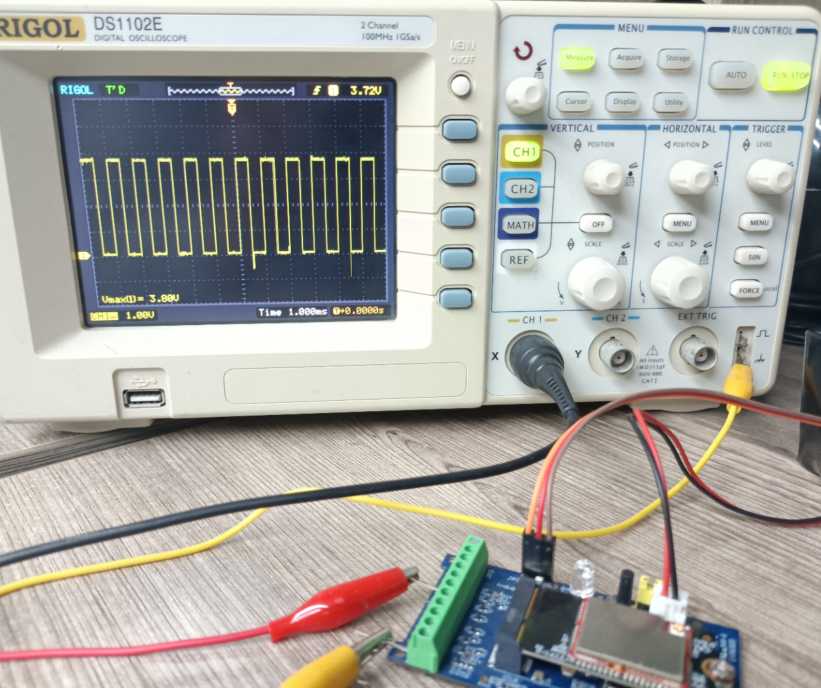 RIGOL DS1102E
DIGITAL OSCILLOSCOPE
2 Channel
100MHz 1GSa/s
MENU
ON/OFF
RIGOL T'D 3.72V
Vmax(1)= 3.80V
1.00V Time 1.000ms +0.0000s
MENU
RUN CONTROL
Measure Acquire Storage
AUTO RUN STOP
Cursor Display Utility
VERTICAL HORIZONTAL TRIGGER
CH1 POSITION POSITION LEVEL
CH2
MATH OFF MENU MENU
REF SCALE SCALE
FORCE
CH 1 CH 2 EXT TRIG
X Y
All inputs
CAT I